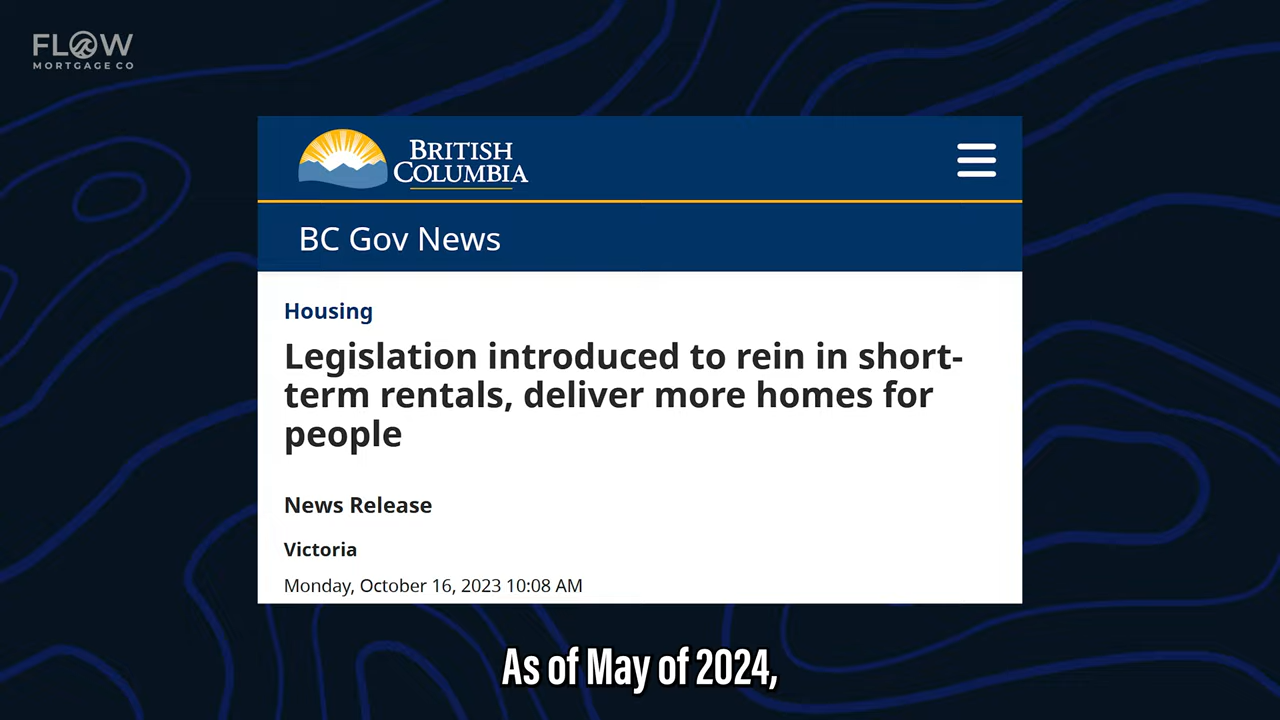 FLOW
MORTGAGE CO
BRITISH
COLUMBIA
BC Gov News
Housing
Legislation introduced to rein in short-
term rentals, deliver more homes for
people
News Release
Victoria
Monday, October 16, 2023 10:08 AM
As of May of 2024,